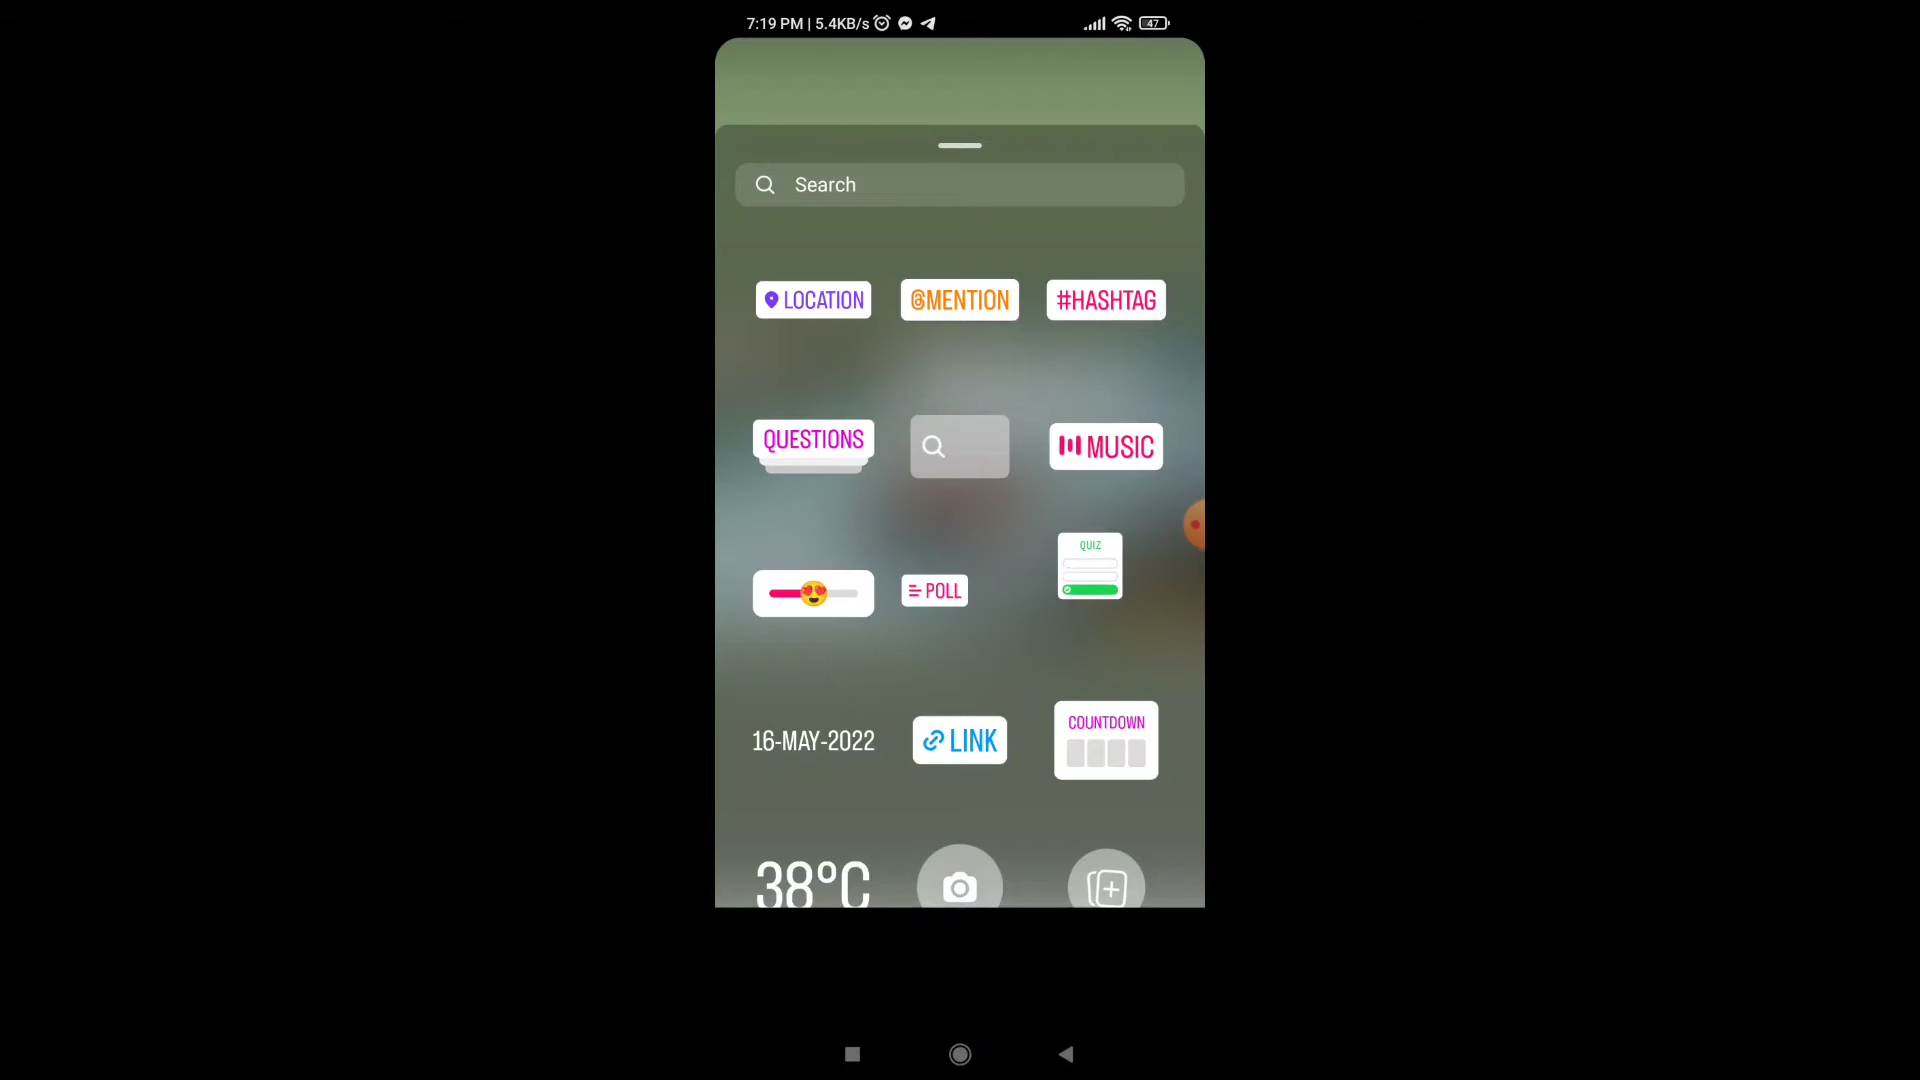 7:19 PM | 5.4KB/s
47
Search
LOCATION
@MENTION
#HASHTAG
QUESTIONS
MUSIC
POLL
QUIZ
16-MAY-2022
LINK
COUNTDOWN
38°C